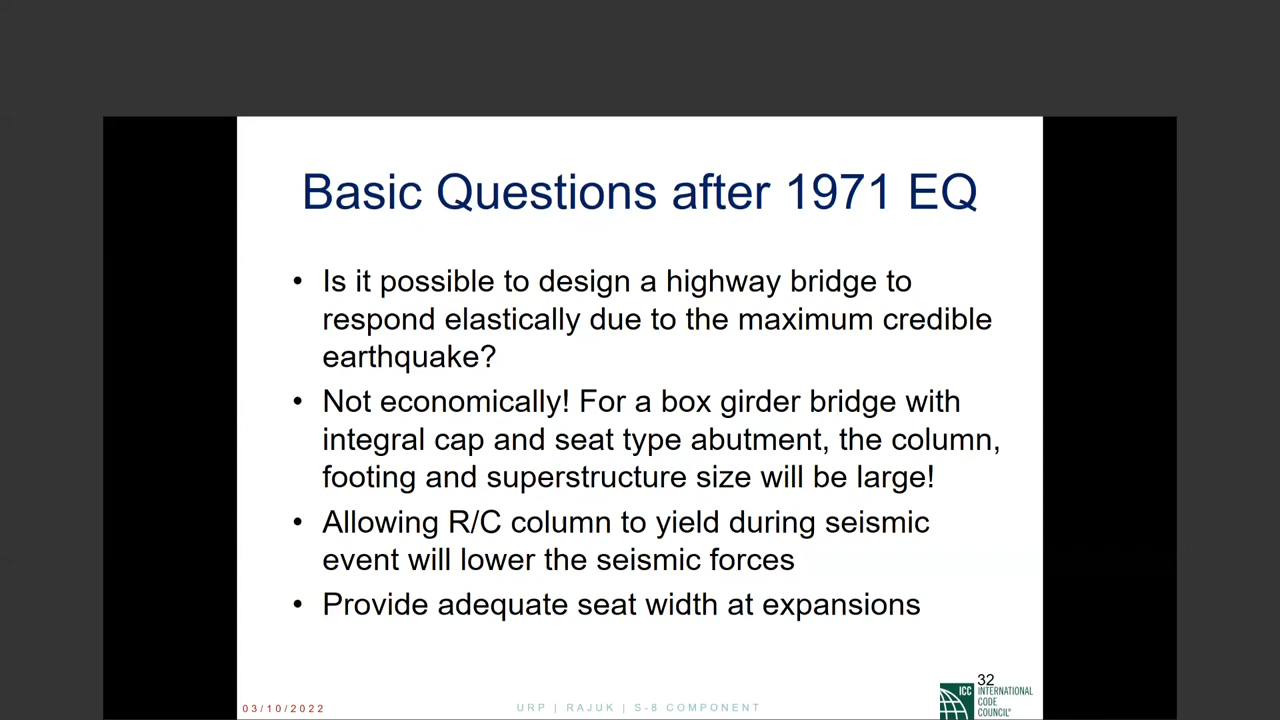 Basic Questions after 1971 EQ
• Is it possible to design a highway bridge to
respond elastically due to the maximum credible
earthquake?
• Not economically! For a box girder bridge with
integral cap and seat type abutment, the column,
footing and superstructure size will be large!
• Allowing R/C column to yield during seismic
event will lower the seismic forces
• Provide adequate seat width at expansions
03/10/2022
URP | RAJUK | S-8 COMPONENT
32
ICC INTERNATIONAL
CODE
COUNCIL®